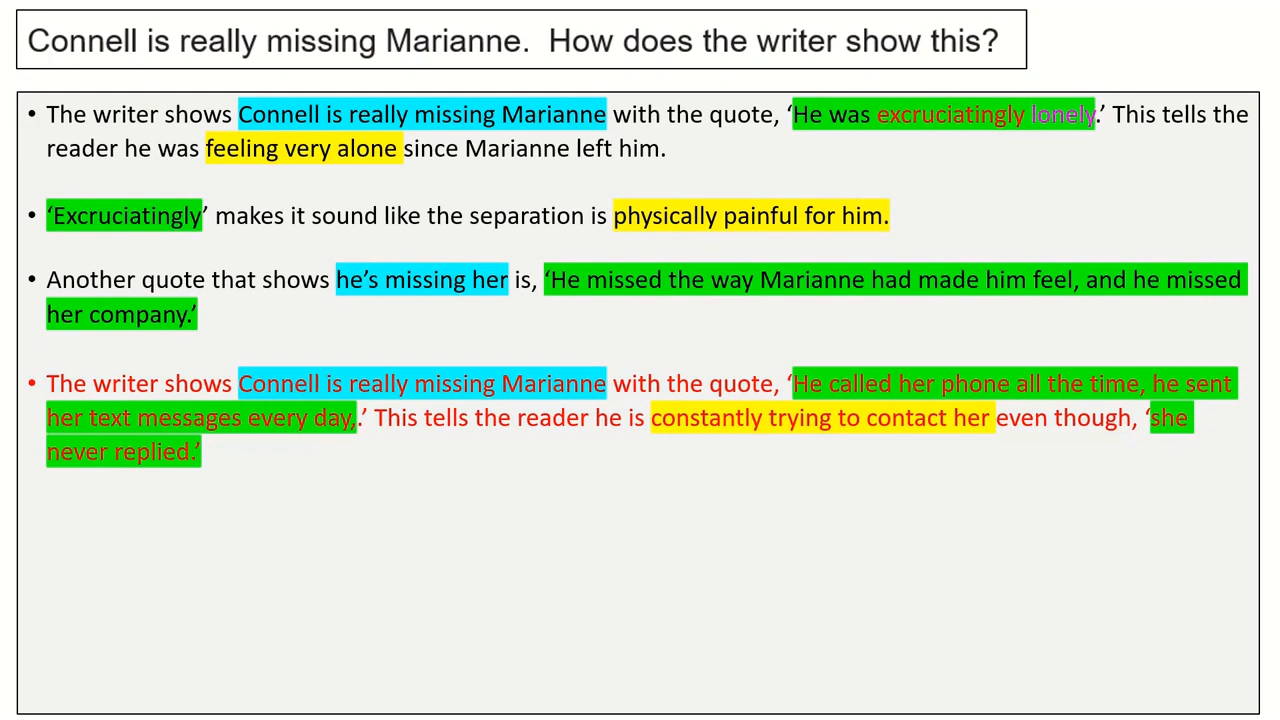 Connell is really missing Marianne.  How does the writer show this?
• The writer shows Connell is really missing Marianne with the quote, ‘He was excruciatingly lonely.’ This tells the
reader he was feeling very alone since Marianne left him.
• ‘Excruciatingly’ makes it sound like the separation is physically painful for him.
• Another quote that shows he’s missing her is, ‘He missed the way Marianne had made him feel, and he missed
her company.’
• The writer shows Connell is really missing Marianne with the quote, ‘He called her phone all the time, he sent
her text messages every day,.’ This tells the reader he is constantly trying to contact her even though, ‘she
never replied.’